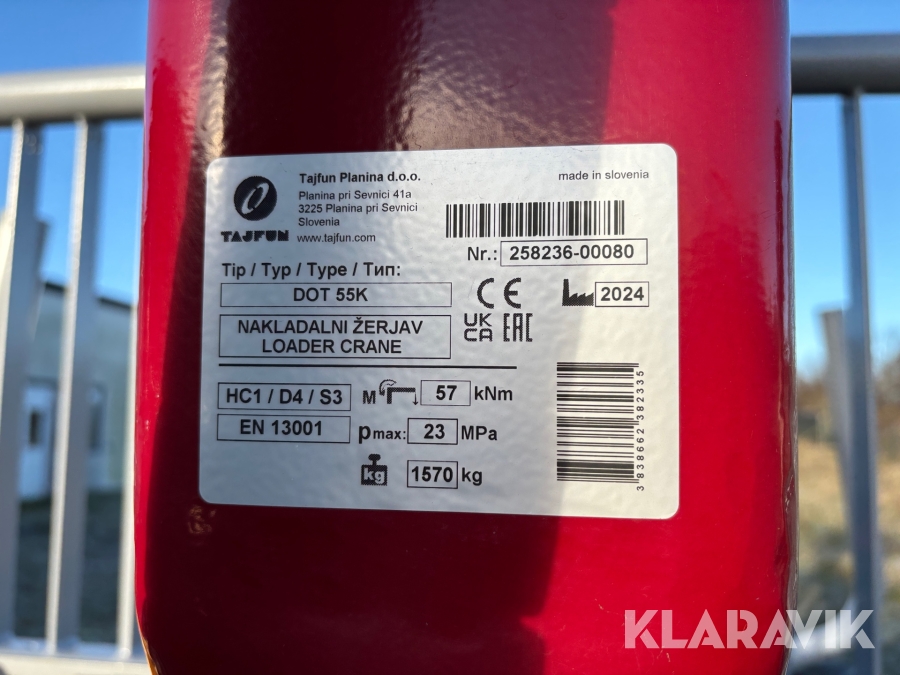 Tajfun Planina d.o.o.
Planina pri Sevnici 41a
3225 Planina pri Sevnici
Slovenia
www.tajfun.com
TAJFUN
made in slovenia
Nr.: 258236-00080
Tip / Typ / Type / Тип:
DOT 55K
CE
2024
NAKLADALNI ŽERJAV
LOADER CRANE
UK
CA
EAC
HC1 / D4 / S3
M 57 kNm
EN 13001
pmax: 23 MPa
kg 1570 kg
3 838662 382335
KLARAVIK